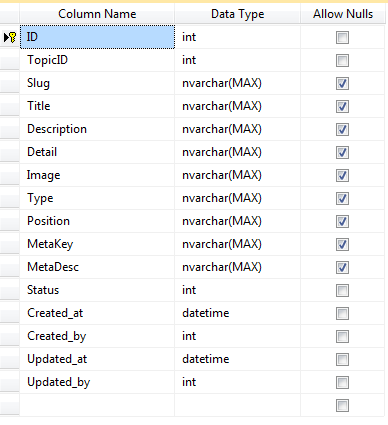 Column Name Data Type Allow Nulls
ID int
TopicID int
Slug nvarchar(MAX)
Title nvarchar(MAX)
Description nvarchar(MAX)
Detail nvarchar(MAX)
Image nvarchar(MAX)
Type nvarchar(MAX)
Position nvarchar(MAX)
MetaKey nvarchar(MAX)
MetaDesc nvarchar(MAX)
Status int
Created_at datetime
Created_by int
Updated_at datetime
Updated_by int